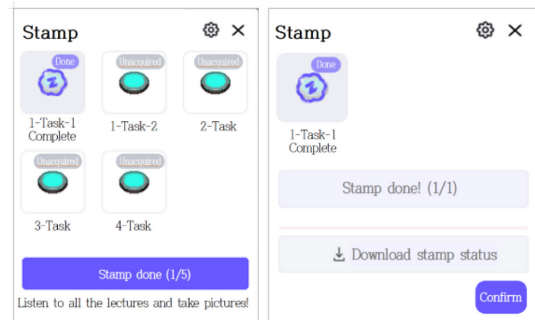 Stamp
Done
Unacquired
Unacquired
1-Task-1
Complete
1-Task-2
2-Task
Unacquired
Unacquired
3-Task
4-Task
Stamp done (1/5)
Listen to all the lectures and take pictures!
Stamp
Done
1-Task-1
Complete
Stamp done! (1/1)
Download stamp status
Confirm